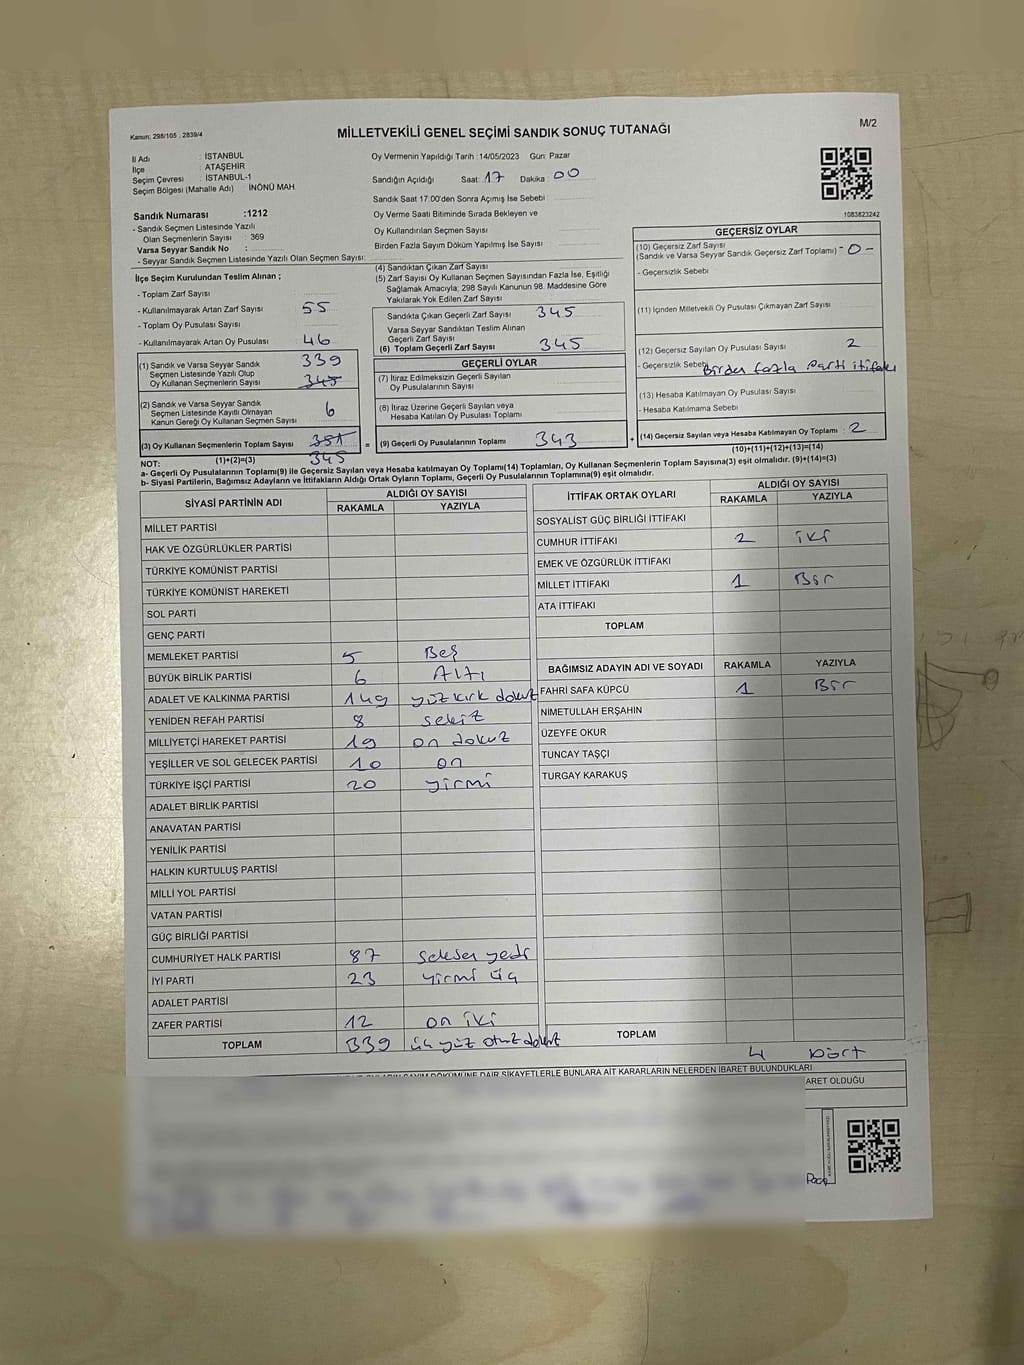 Kanun: 298/105 , 2839/4
MİLLETVEKİLİ GENEL SEÇİMİ SANDIK SONUÇ TUTANAĞI
M/2
İl Adı : İSTANBUL
İlçe : ATAŞEHİR
Seçim Çevresi : İSTANBUL-1
Seçim Bölgesi (Mahalle Adı) İNÖNÜ MAH.
Oy Vermenin Yapıldığı Tarih :14/05/2023 Gün: Pazar
Sandığın Açıldığı Saat: 17 Dakika: 00
Sandık Saat 17:00'den Sonra Açılmış İse Sebebi :
Sandık Numarası :1212
- Sandık Seçmen Listesinde Yazılı
Olan Seçmenlerin Sayısı : 369
Varsa Seyyar Sandık No :
- Seyyar Sandık Seçmen Listesinde Yazılı Olan Seçmen Sayısı:
Oy Verme Saati Bitiminde Sırada Bekleyen ve
Oy Kullandırılan Seçmen Sayısı
Birden Fazla Sayım Döküm Yapılmış İse Sayısı
1083823242
İlçe Seçim Kurulundan Teslim Alınan ;
- Toplam Zarf Sayısı
- Kullanılmayarak Artan Zarf Sayısı 55
- Toplam Oy Pusulası Sayısı
- Kullanılmayarak Artan Oy Pusulası 46
(1) Sandık ve Varsa Seyyar Sandık 339
Seçmen Listesinde Yazılı Olup
Oy Kullanan Seçmenlerin Sayısı 345
(2) Sandık ve Varsa Seyyar Sandık
Seçmen Listesinde Kayıtlı Olmayan 6
Kanun Gereği Oy Kullanan Seçmen Sayısı
(3) Oy Kullanan Seçmenlerin Toplam Sayısı 351 =
(1)+(2)=(3) 345
(4) Sandıktan Çıkan Zarf Sayısı
(5) Zarf Sayısı Oy Kullanan Seçmen Sayısından Fazla İse, Eşitliği
Sağlamak Amacıyla; 298 Sayılı Kanunun 98. Maddesine Göre
Yakılarak Yok Edilen Zarf Sayısı
Sandıkta Çıkan Geçerli Zarf Sayısı 345
Varsa Seyyar Sandıktan Teslim Alınan
Geçerli Zarf Sayısı
(6) Toplam Geçerli Zarf Sayısı 345
GEÇERLİ OYLAR
(7) İtiraz Edilmeksizin Geçerli Sayılan
Oy Pusulalarının Sayısı
(8) İtiraz Üzerine Geçerli Sayılan veya
Hesaba Katılan Oy Pusulası Toplamı
(9) Geçerli Oy Pusulalarının Toplamı 343 +
GEÇERSİZ OYLAR
(10) Geçersiz Zarf Sayısı
(Sandık ve Varsa Seyyar Sandık Geçersiz Zarf Toplamı) -0-
- Geçersizlik Sebebi
(11) İçinden Milletvekili Oy Pusulası Çıkmayan Zarf Sayısı
(12) Geçersiz Sayılan Oy Pusulası Sayısı 2
- Geçersizlik Sebebi Birden fazla Parti itifakı
(13) Hesaba Katılmayan Oy Pusulası Sayısı
- Hesaba Katılmama Sebebi
(14) Geçersiz Sayılan veya Hesaba Katılmayan Oy Toplamı : 2
(10)+(11)+(12)+(13)=(14)
NOT:
a- Geçerli Oy Pusulalarının Toplamı(9) ile Geçersiz Sayılan veya Hesaba katılmayan Oy Toplamı(14) Toplamları, Oy Kullanan Seçmenlerin Toplam Sayısına(3) eşit olmalıdır. (9)+(14)=(3)
b- Siyasi Partilerin, Bağımsız Adayların ve İttifakların Aldığı Ortak Oyların Toplamı, Geçerli Oy Pusulalarının Toplamına(9) eşit olmalıdır.
SİYASİ PARTİNİN ADI ALDIĞI OY SAYISI
RAKAMLA YAZIYLA
MİLLET PARTİSİ
HAK VE ÖZGÜRLÜKLER PARTİSİ
TÜRKİYE KOMÜNİST PARTİSİ
TÜRKİYE KOMÜNİST HAREKETİ
SOL PARTİ
GENÇ PARTİ
MEMLEKET PARTİSİ 5 Beş
BÜYÜK BİRLİK PARTİSİ 6 Altı
ADALET VE KALKINMA PARTİSİ 149 yüz kırk dokuz
YENİDEN REFAH PARTİSİ 8 sekiz
MİLLİYETÇİ HAREKET PARTİSİ 19 on dokuz
YEŞİLLER VE SOL GELECEK PARTİSİ 10 on
TÜRKİYE İŞÇİ PARTİSİ 20 yirmi
ADALET BİRLİK PARTİSİ
ANAVATAN PARTİSİ
YENİLİK PARTİSİ
HALKIN KURTULUŞ PARTİSİ
MİLLİ YOL PARTİSİ
VATAN PARTİSİ
GÜÇ BİRLİĞİ PARTİSİ
CUMHURİYET HALK PARTİSİ 87 seksen yedi
İYİ PARTİ 23 yirmi üç
ADALET PARTİSİ
ZAFER PARTİSİ 12 on iki
TOPLAM 339 üç yüz otuz dokuz
İTTİFAK ORTAK OYLARI ALDIĞI OY SAYISI
RAKAMLA YAZIYLA
SOSYALİST GÜÇ BİRLİĞİ İTTİFAKI
CUMHUR İTTİFAKI 2 iki
EMEK VE ÖZGÜRLÜK İTTİFAKI
MİLLET İTTİFAKI 1 Bir
ATA İTTİFAKI
TOPLAM
BAĞIMSIZ ADAYIN ADI VE SOYADI RAKAMLA YAZIYLA
FAHRİ SAFA KÜPCÜ 1 Bir
NİMETULLAH ERŞAHİN
ÜZEYFE OKUR
TUNCAY TAŞÇI
TURGAY KARAKUŞ
TOPLAM
4 Dört
SAYIM DÖKÜMÜNE DAİR ŞİKAYETLERLE BUNLARA AİT KARARLARIN NELERDEN İBARET BULUNDUKLARI
ARET OLDUĞU